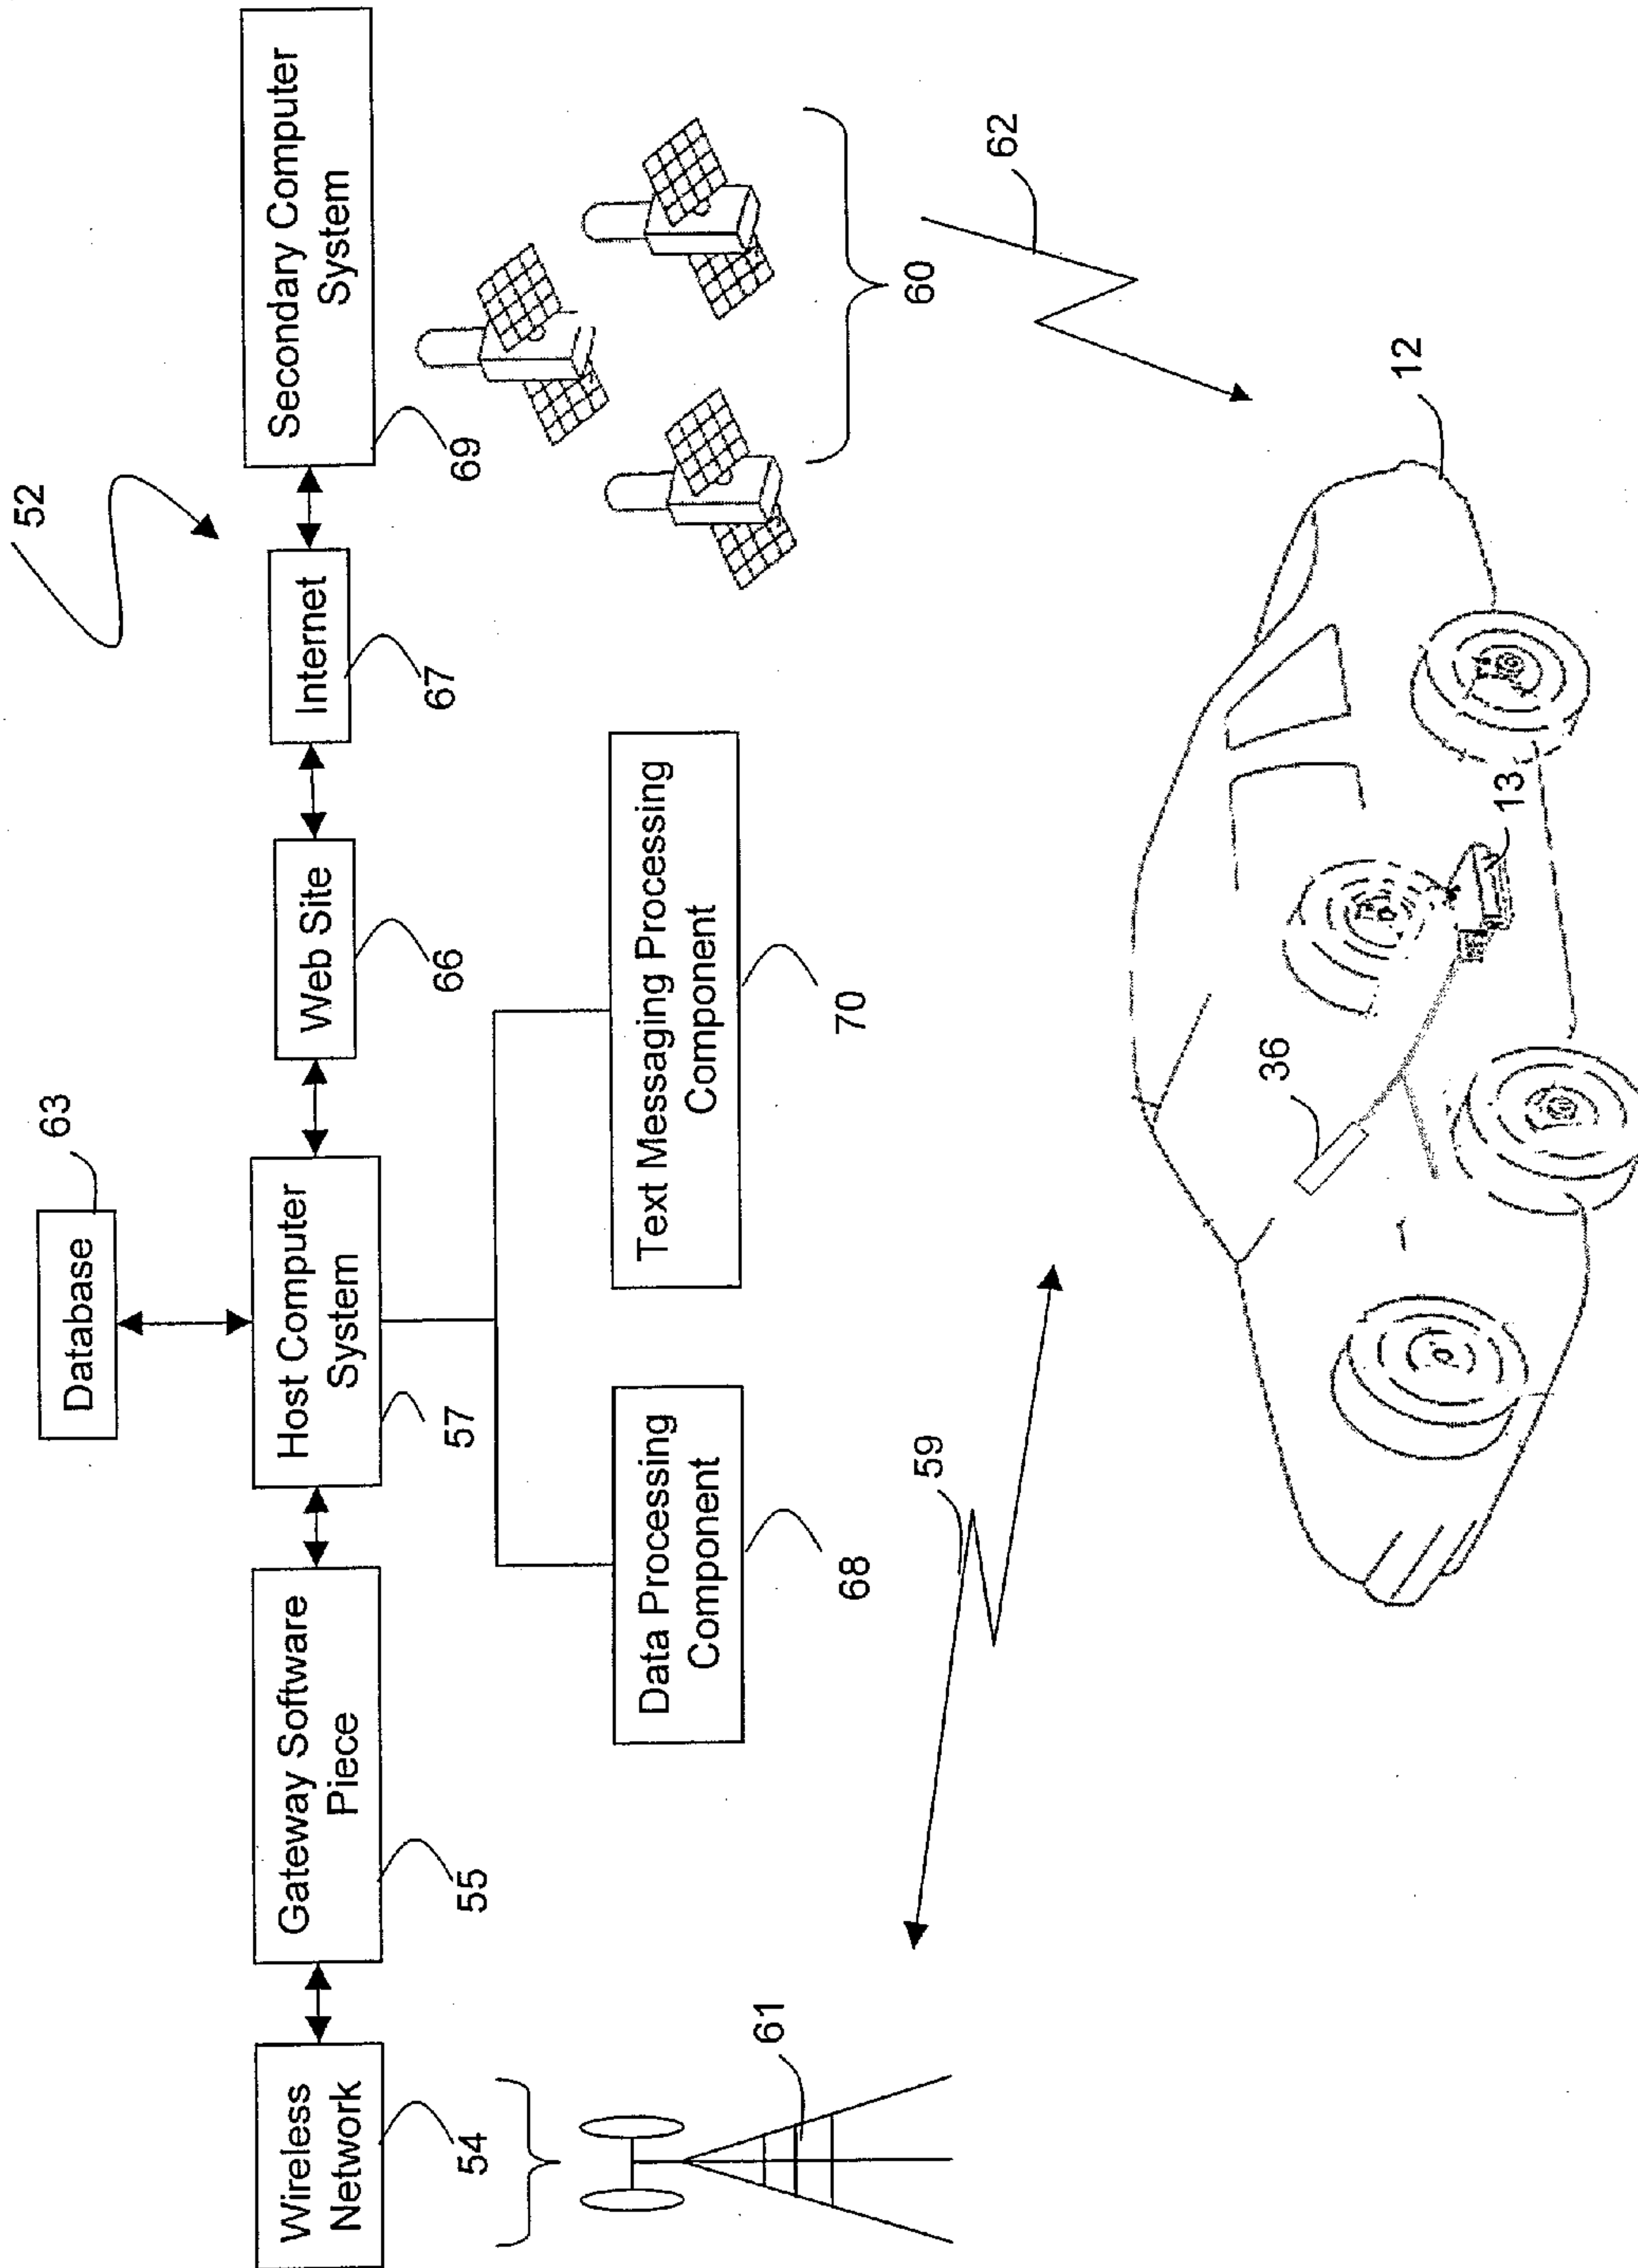 52
63
Database
Wireless
Network
54
Gateway Software
Piece
55
Host Computer
System
57
Web Site
66
Internet
67
Secondary Computer
System
69
Data Processing
Component
68
Text Messaging Processing
Component
70
60
61
59
62
36
13
12